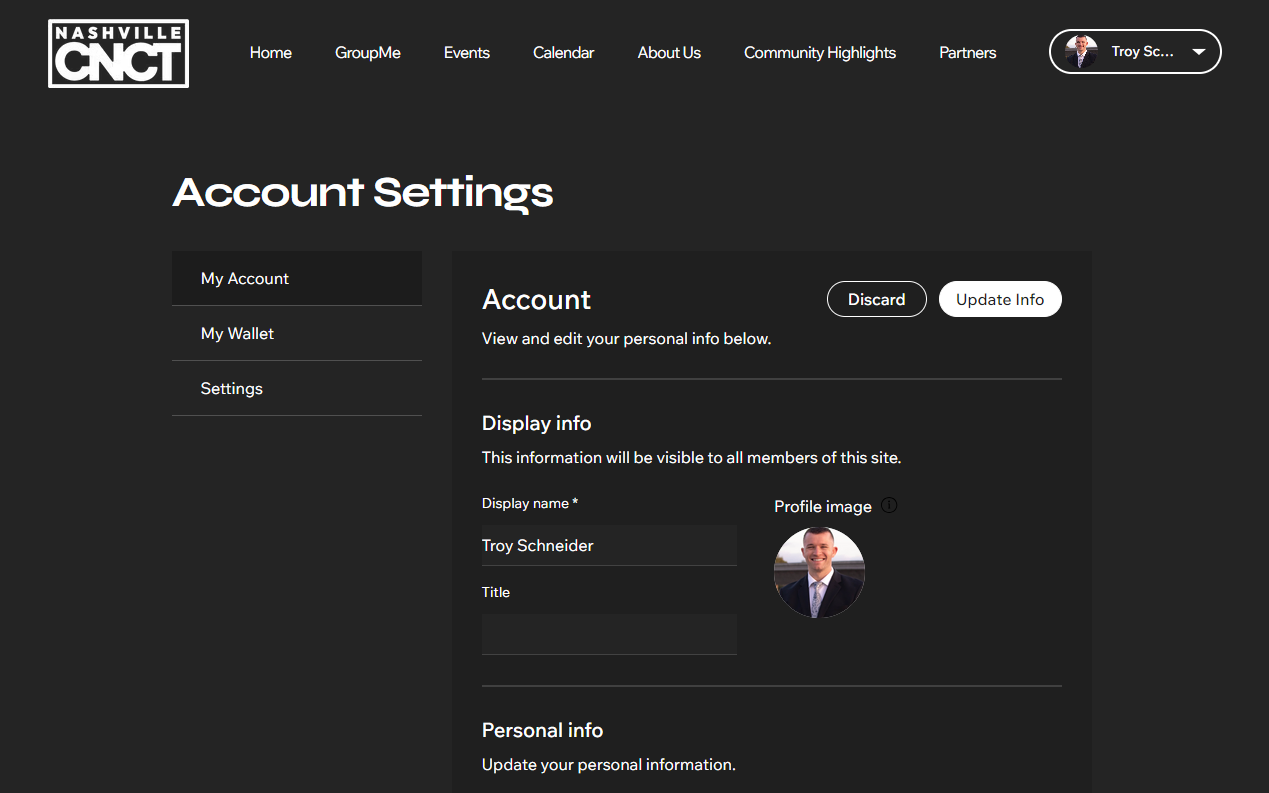 NASHVILLE
CNCT
Home GroupMe Events Calendar About Us Community Highlights Partners Troy Sc...
Account Settings
My Account
My Wallet
Settings
Account Discard Update Info
View and edit your personal info below.
Display info
This information will be visible to all members of this site.
Display name * Profile image
Troy Schneider
Title
Personal info
Update your personal information.